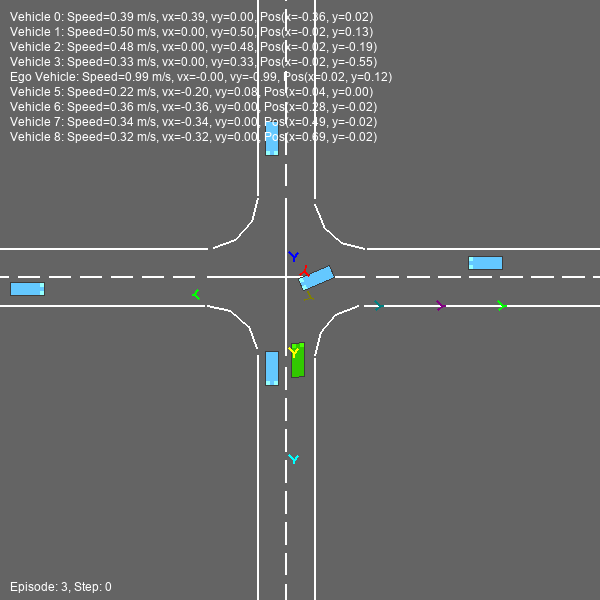 Vehicle 0: Speed=0.39 m/s, vx=0.39, vy=0.00, Pos(x=-0.36, y=0.02)
Vehicle 1: Speed=0.50 m/s, vx=0.00, vy=0.50, Pos(x=-0.02, y=0.13)
Vehicle 2: Speed=0.48 m/s, vx=0.00, vy=0.48, Pos(x=-0.02, y=-0.19)
Vehicle 3: Speed=0.33 m/s, vx=0.00, vy=0.33, Pos(x=-0.02, y=-0.55)
Ego Vehicle: Speed=0.99 m/s, vx=-0.00, vy=-0.99, Pos(x=0.02, y=0.12)
Vehicle 5: Speed=0.22 m/s, vx=-0.20, vy=0.08, Pos(x=0.04, y=0.00)
Vehicle 6: Speed=0.36 m/s, vx=-0.36, vy=0.00, Pos(x=0.28, y=-0.02)
Vehicle 7: Speed=0.34 m/s, vx=-0.34, vy=0.00, Pos(x=0.49, y=-0.02)
Vehicle 8: Speed=0.32 m/s, vx=-0.32, vy=0.00, Pos(x=0.69, y=-0.02)
Episode: 3, Step: 0